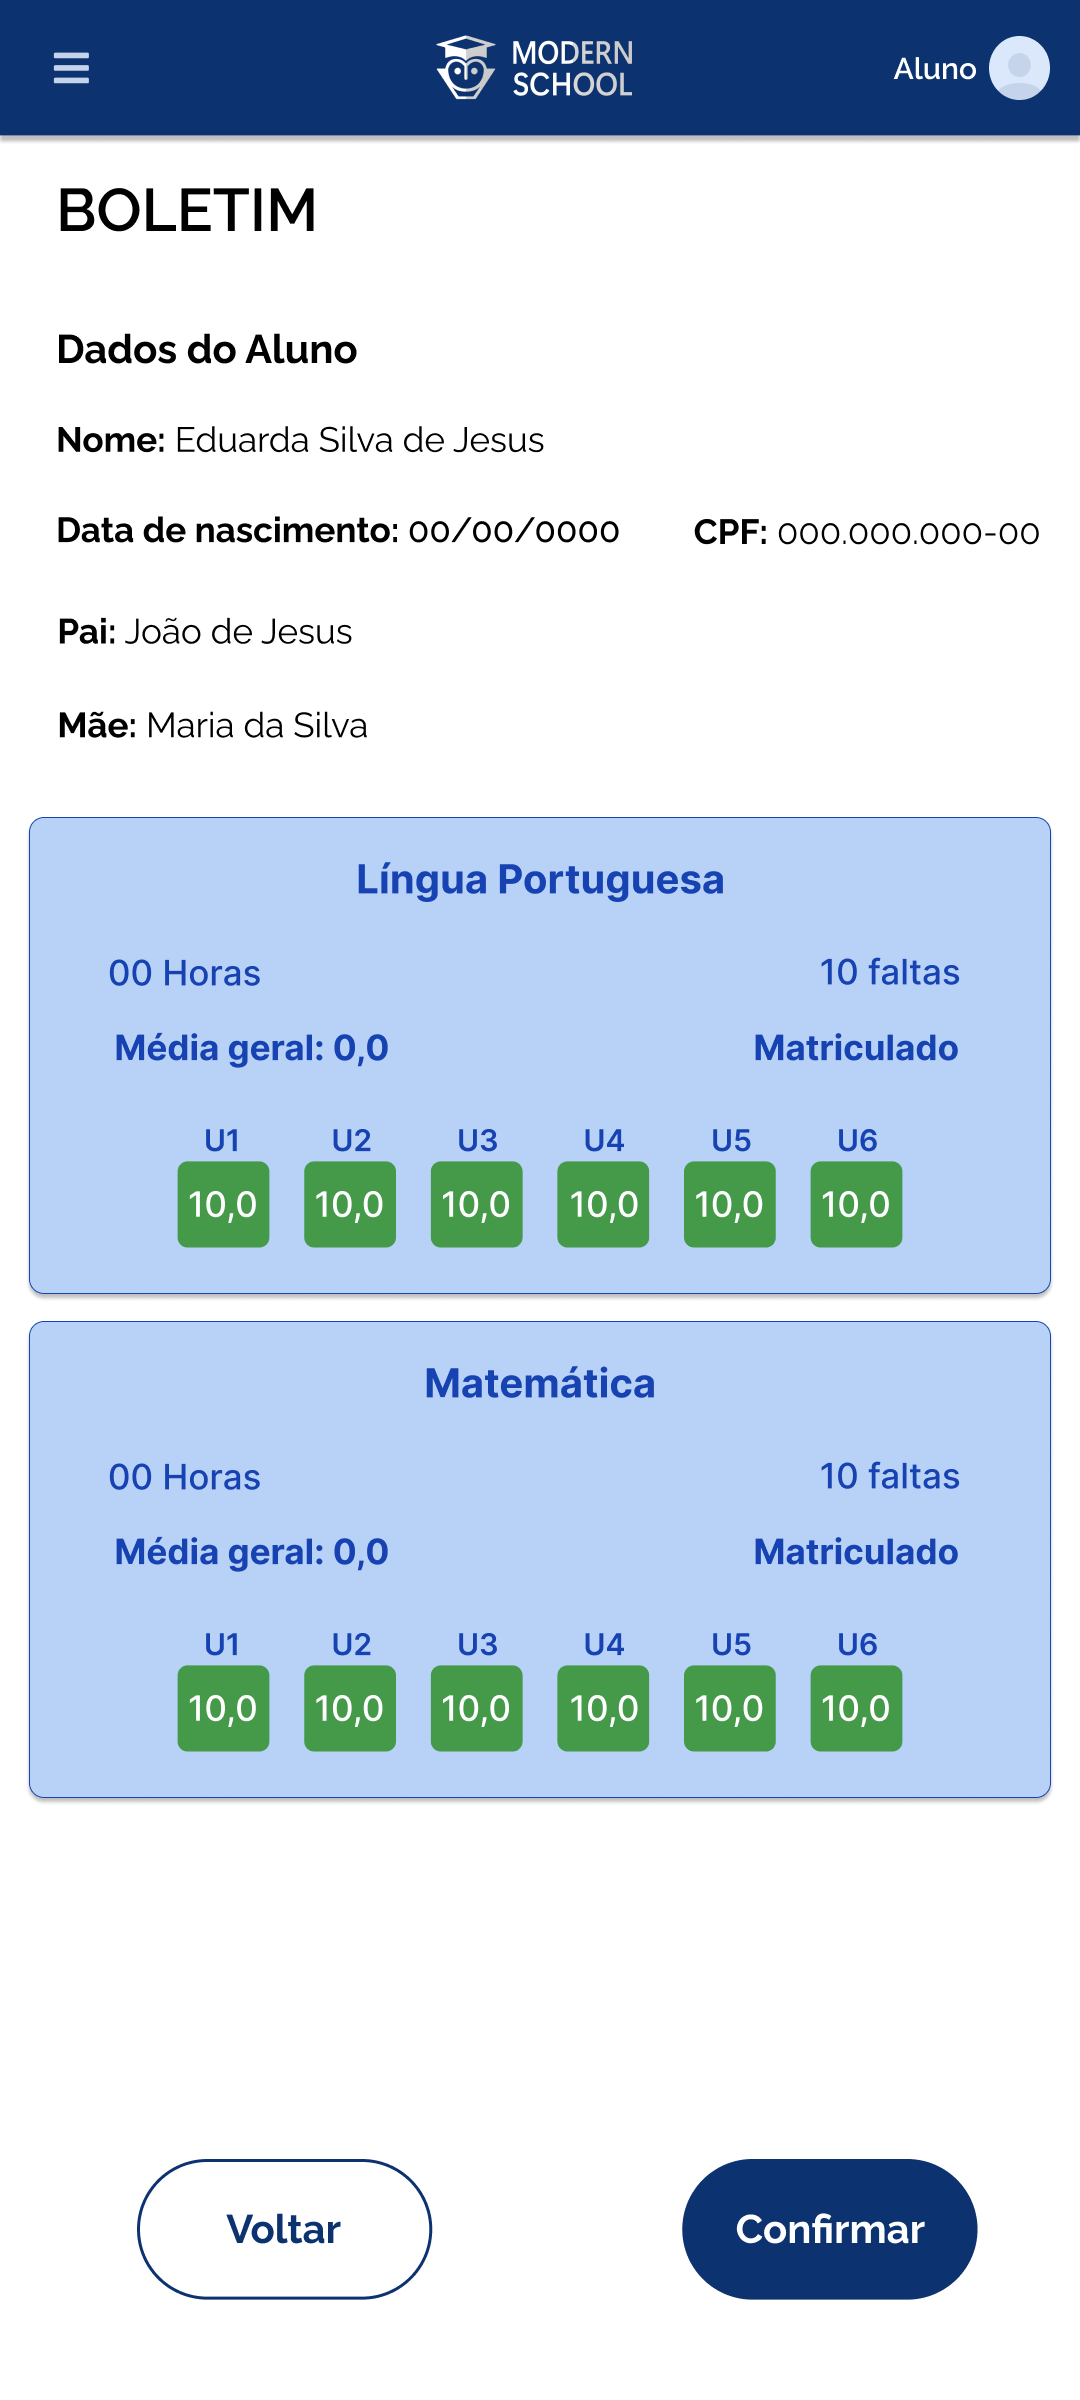 MODERN
SCHOOL
Aluno
BOLETIM
Dados do Aluno
Nome: Eduarda Silva de Jesus
Data de nascimento: 00/00/0000 CPF: 000.000.000-00
Pai: João de Jesus
Mãe: Maria da Silva
Língua Portuguesa
00 Horas 10 faltas
Média geral: 0,0 Matriculado
U1 U2 U3 U4 U5 U6
10,0 10,0 10,0 10,0 10,0 10,0
Matemática
00 Horas 10 faltas
Média geral: 0,0 Matriculado
U1 U2 U3 U4 U5 U6
10,0 10,0 10,0 10,0 10,0 10,0
Voltar Confirmar